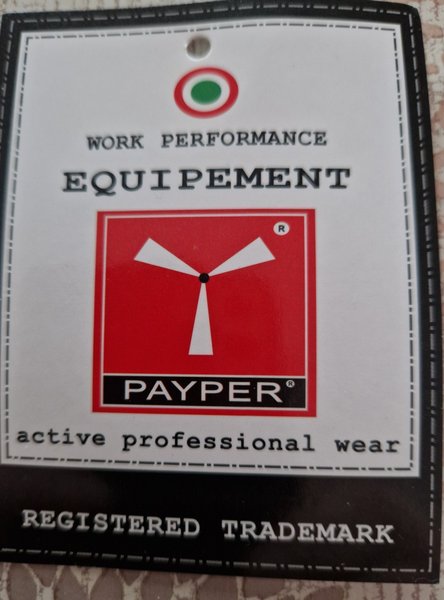 WORK PERFORMANCE
EQUIPEMENT
®
PAYPER®
active professional wear
REGISTERED TRADEMARK